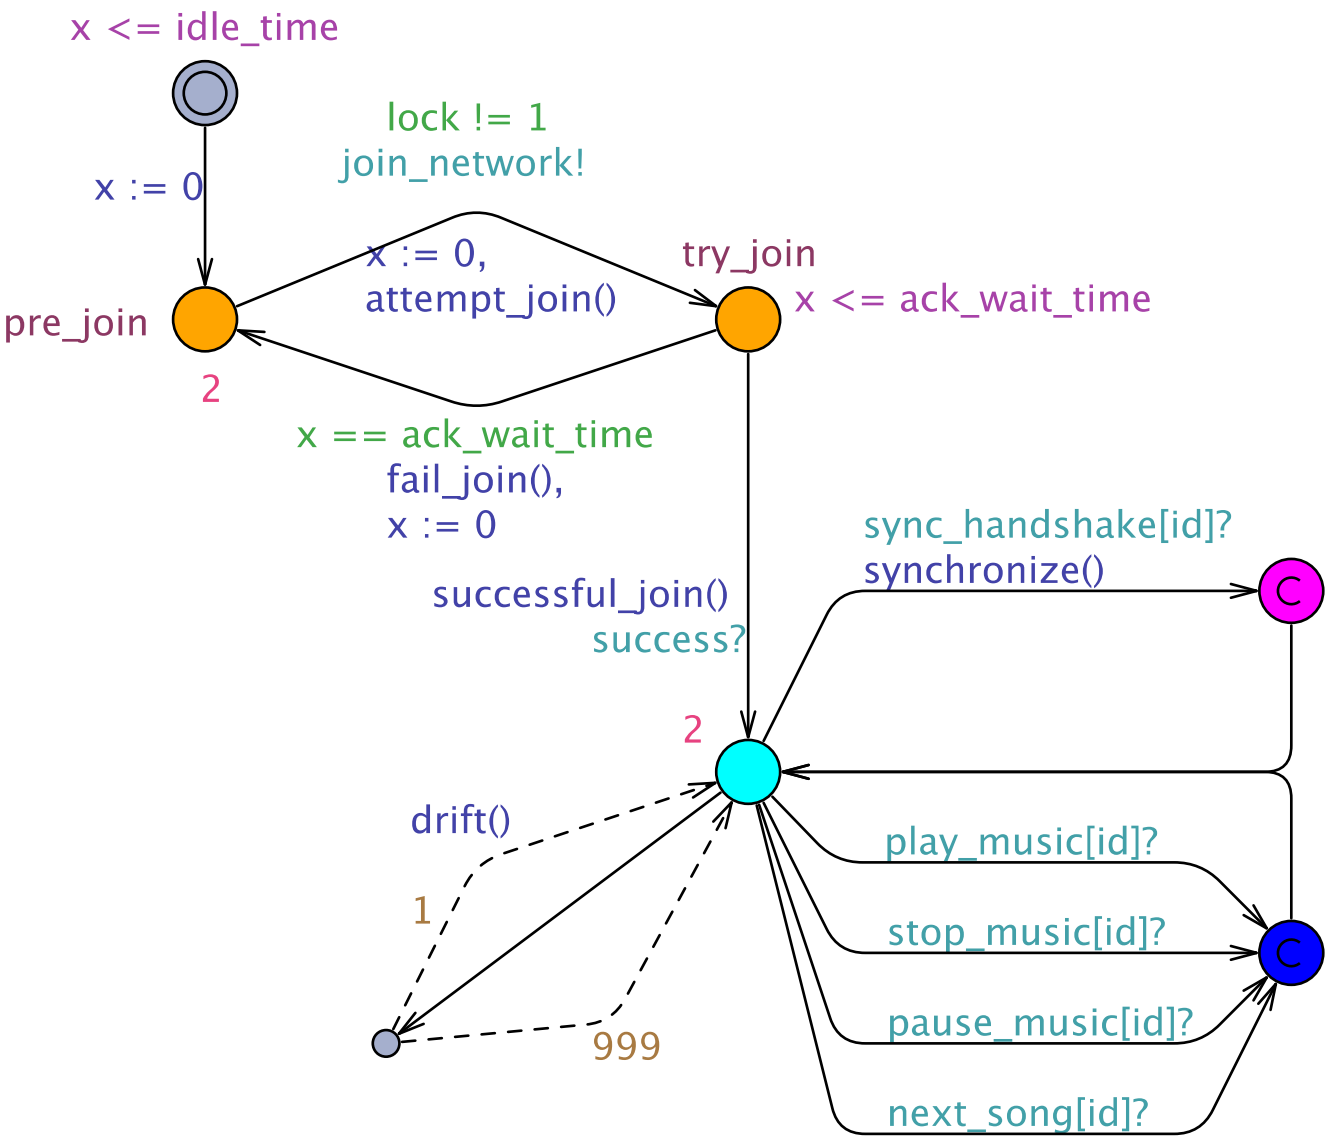 x <= idle_time
lock != 1
join_network!
x := 0
x := 0,
attempt_join()
try_join
x <= ack_wait_time
pre_join
2
x == ack_wait_time
fail_join(),
x := 0
sync_handshake[id]?
synchronize()
C
successful_join()
success?
2
drift()
play_music[id]?
1
stop_music[id]?
C
pause_music[id]?
999
next_song[id]?